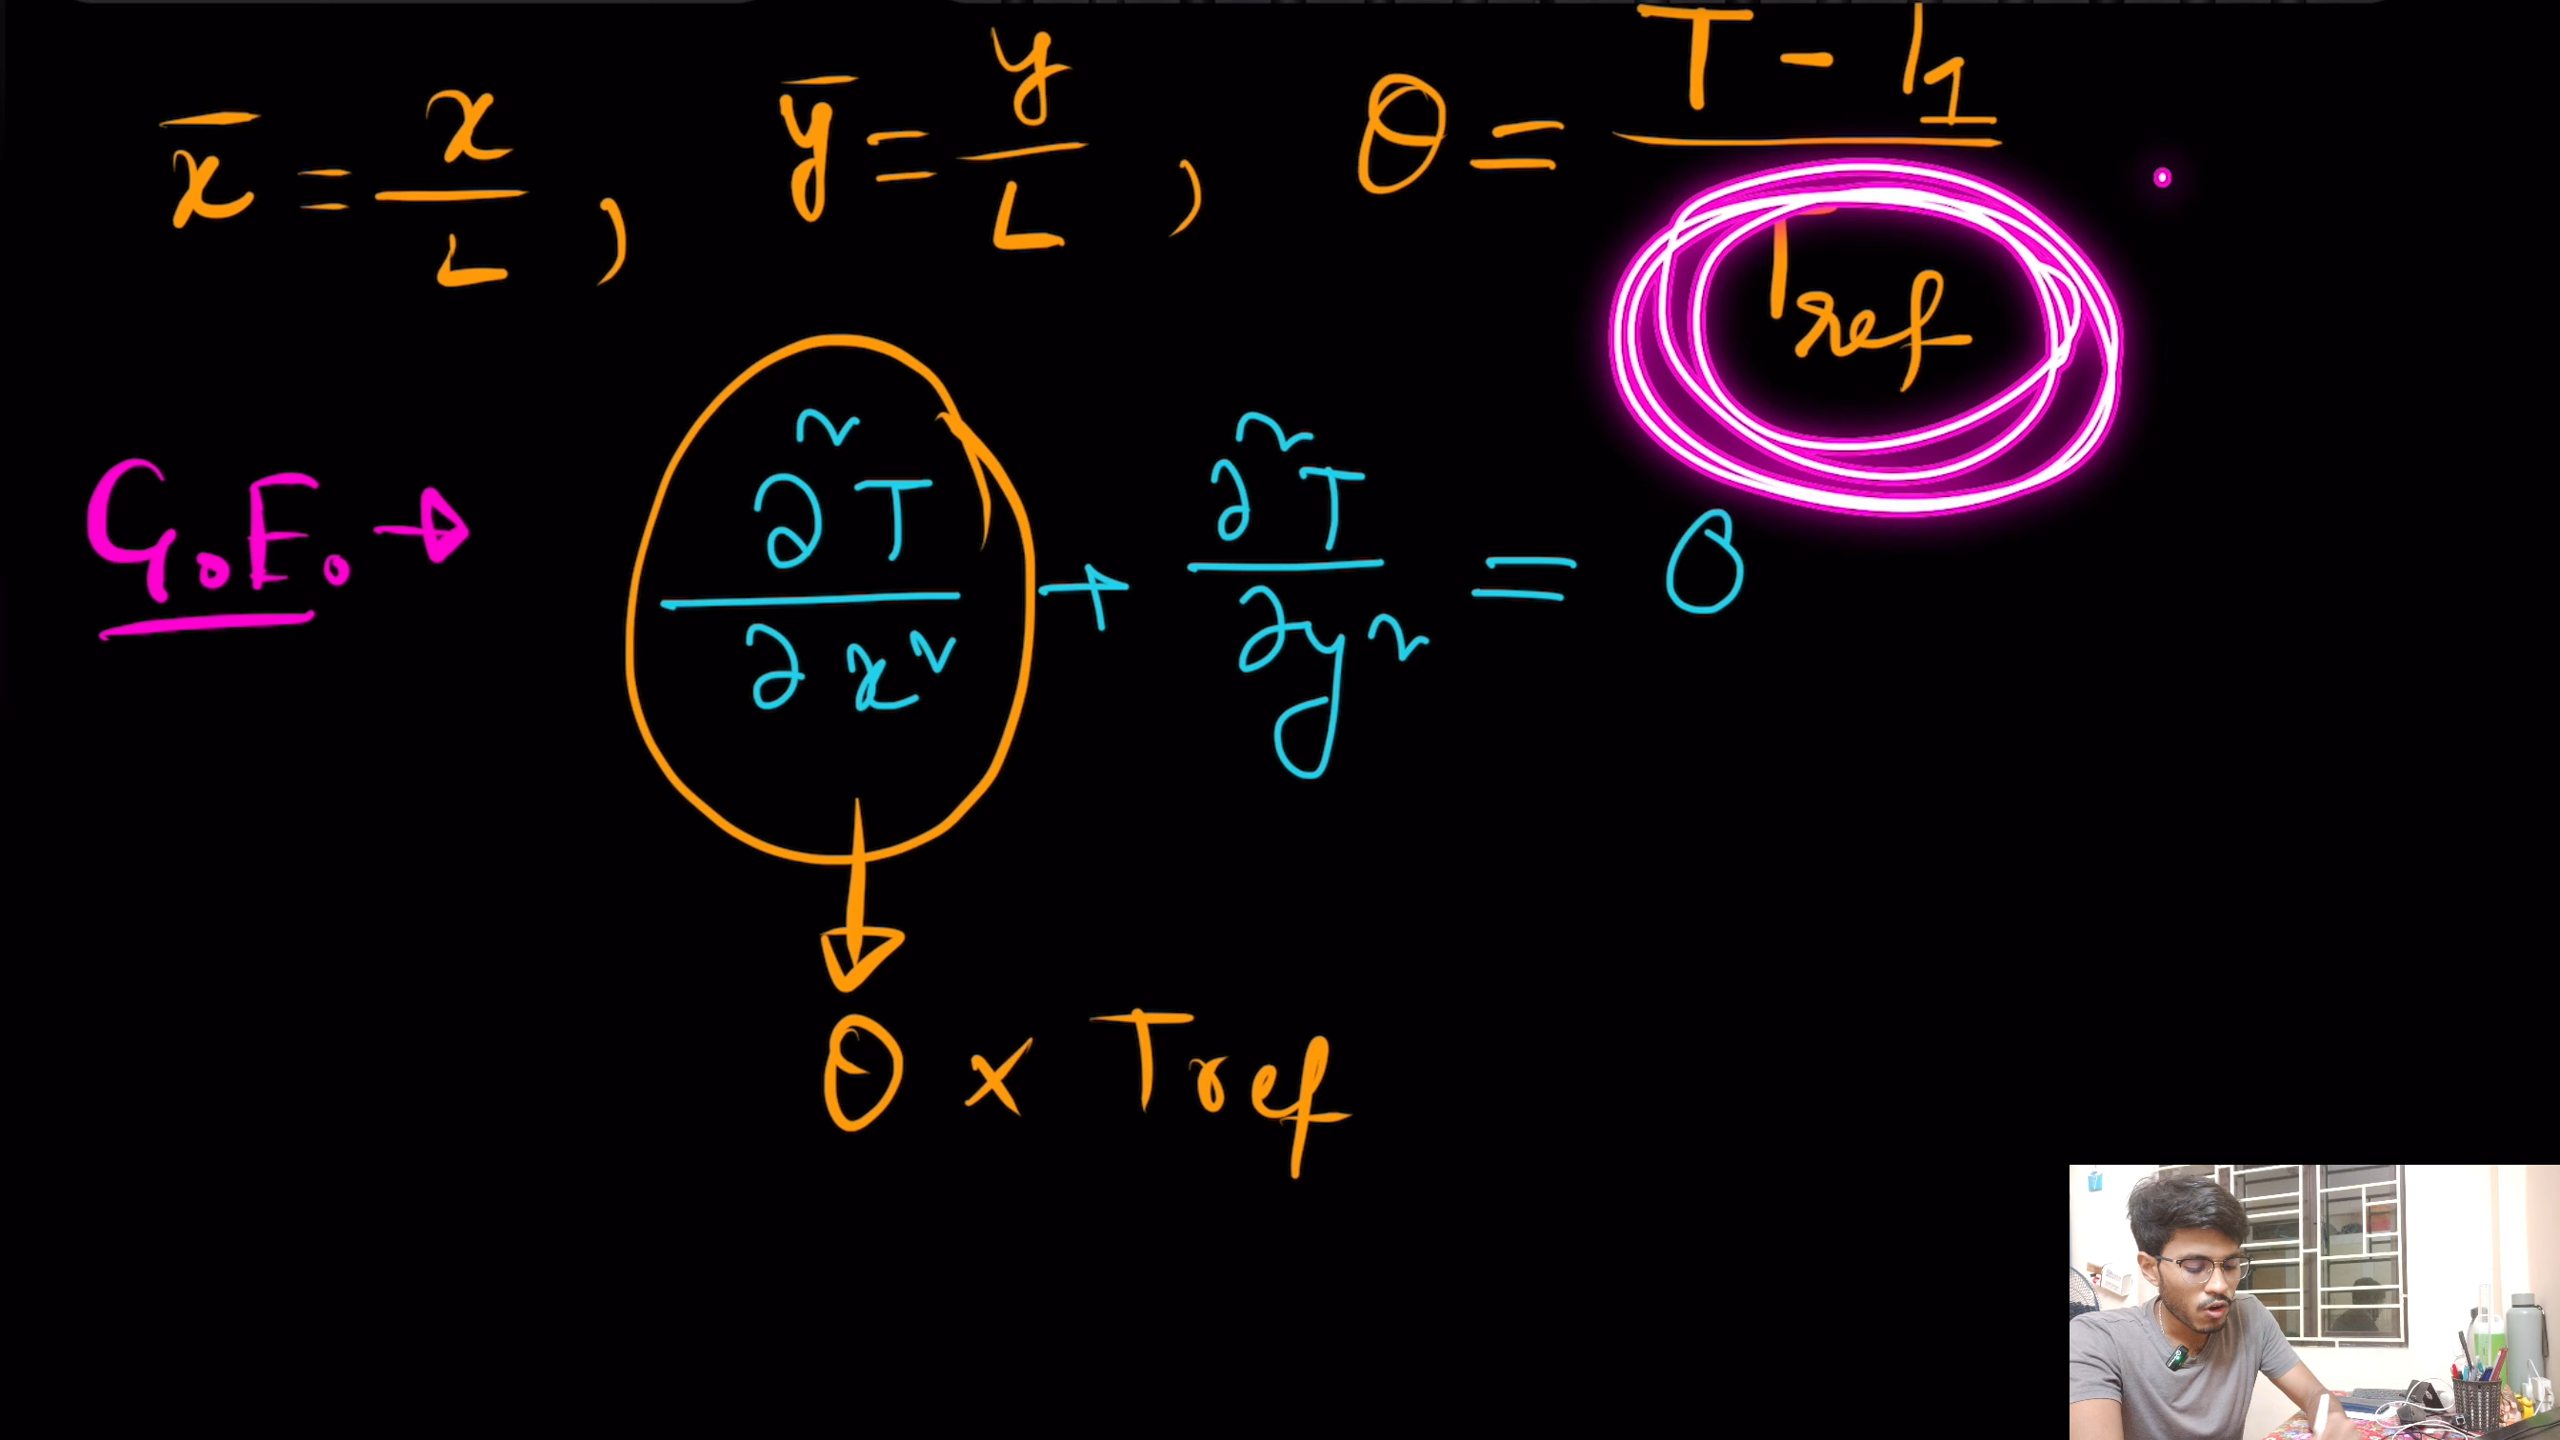 x̄ = x/L , ȳ = y/L , θ = (T - T1)/Tref
G.E. → ∂²T/∂x² + ∂²T/∂y² = 0
θ × Tref